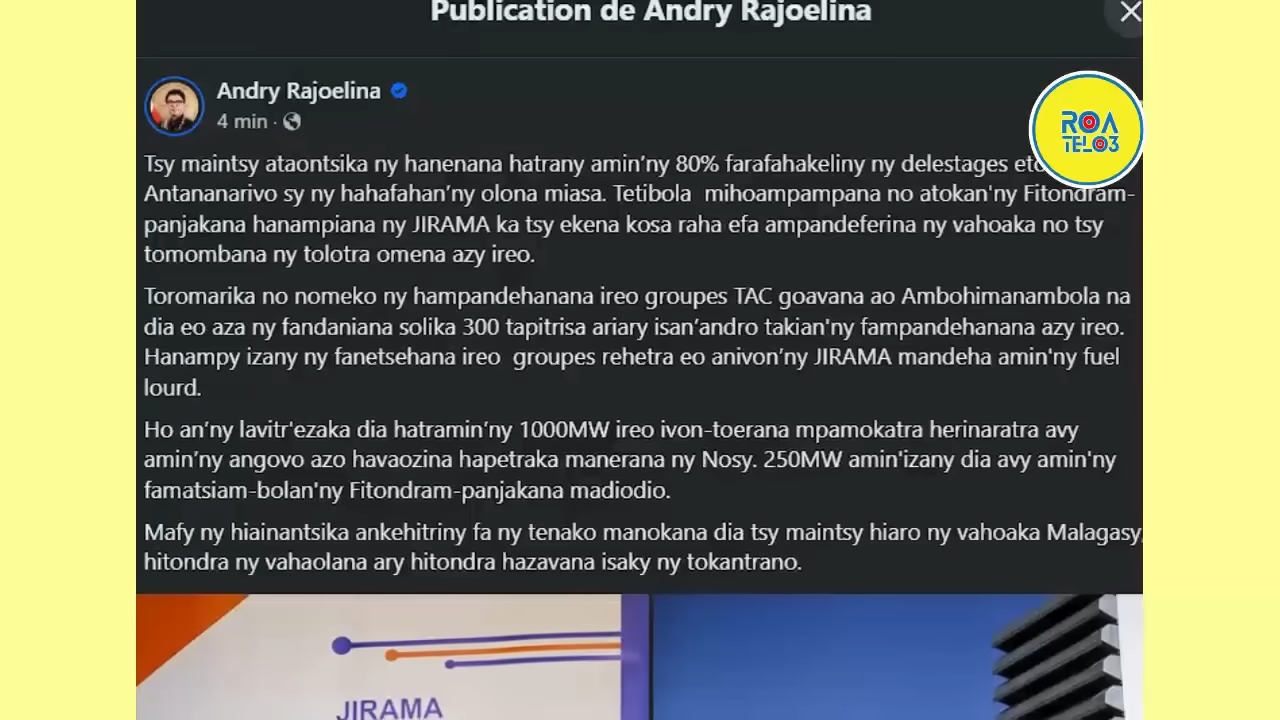 Publication de Andry Rajoelina
Andry Rajoelina
4 min ·
ROA
TELO3
Tsy maintsy ataontsika ny hanenana hatrany amin'ny 80% farafahakeliny ny delestages
Antananarivo sy ny hahafahan'ny olona miasa. Tetibola mihoampampana no atokan'ny Fitondram-
panjakana hanampiana ny JIRAMA ka tsy ekena kosa raha efa ampandeferina ny vahoaka no tsy
tomombana ny tolotra omena azy ireo.
Toromarika no nomeko ny hampandehanana ireo groupes TAC goavana ao Ambohimanambola na
dia eo aza ny fandaniana solika 300 tapitrisa ariary isan'andro takian'ny fampandehanana azy ireo.
Hanampy izany ny fanetsehana ireo groupes rehetra eo anivon'ny JIRAMA mandeha amin'ny fuel
lourd.
Ho an'ny lavitr'ezaka dia hatramin'ny 1000MW ireo ivon-toerana mpamokatra herinaratra avy
amin'ny angovo azo havaozina hapetraka manerana ny Nosy. 250MW amin'izany dia avy amin'ny
famatsiam-bolan'ny Fitondram-panjakana madiodio.
Mafy ny hiainantsika ankehitriny fa ny tenako manokana dia tsy maintsy hiaro ny vahoaka Malagasy,
hitondra ny vahaolana ary hitondra hazavana isaky ny tokantrano.
JIRAMA